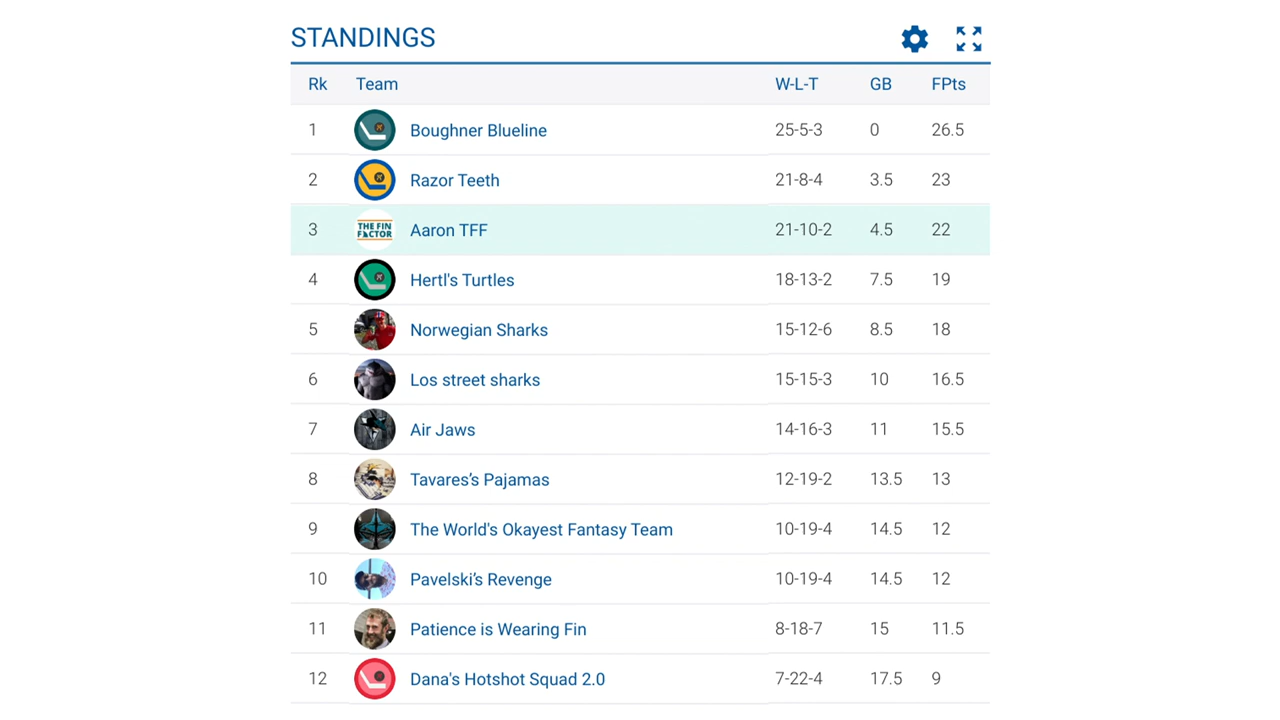 STANDINGS
Rk Team W-L-T GB FPts
1 Boughner Blueline 25-5-3 0 26.5
2 Razor Teeth 21-8-4 3.5 23
3 THE FIN FACTOR Aaron TFF 21-10-2 4.5 22
4 Hertl's Turtles 18-13-2 7.5 19
5 Norwegian Sharks 15-12-6 8.5 18
6 Los street sharks 15-15-3 10 16.5
7 Air Jaws 14-16-3 11 15.5
8 Tavares’s Pajamas 12-19-2 13.5 13
9 The World's Okayest Fantasy Team 10-19-4 14.5 12
10 Pavelski’s Revenge 10-19-4 14.5 12
11 Patience is Wearing Fin 8-18-7 15 11.5
12 Dana's Hotshot Squad 2.0 7-22-4 17.5 9